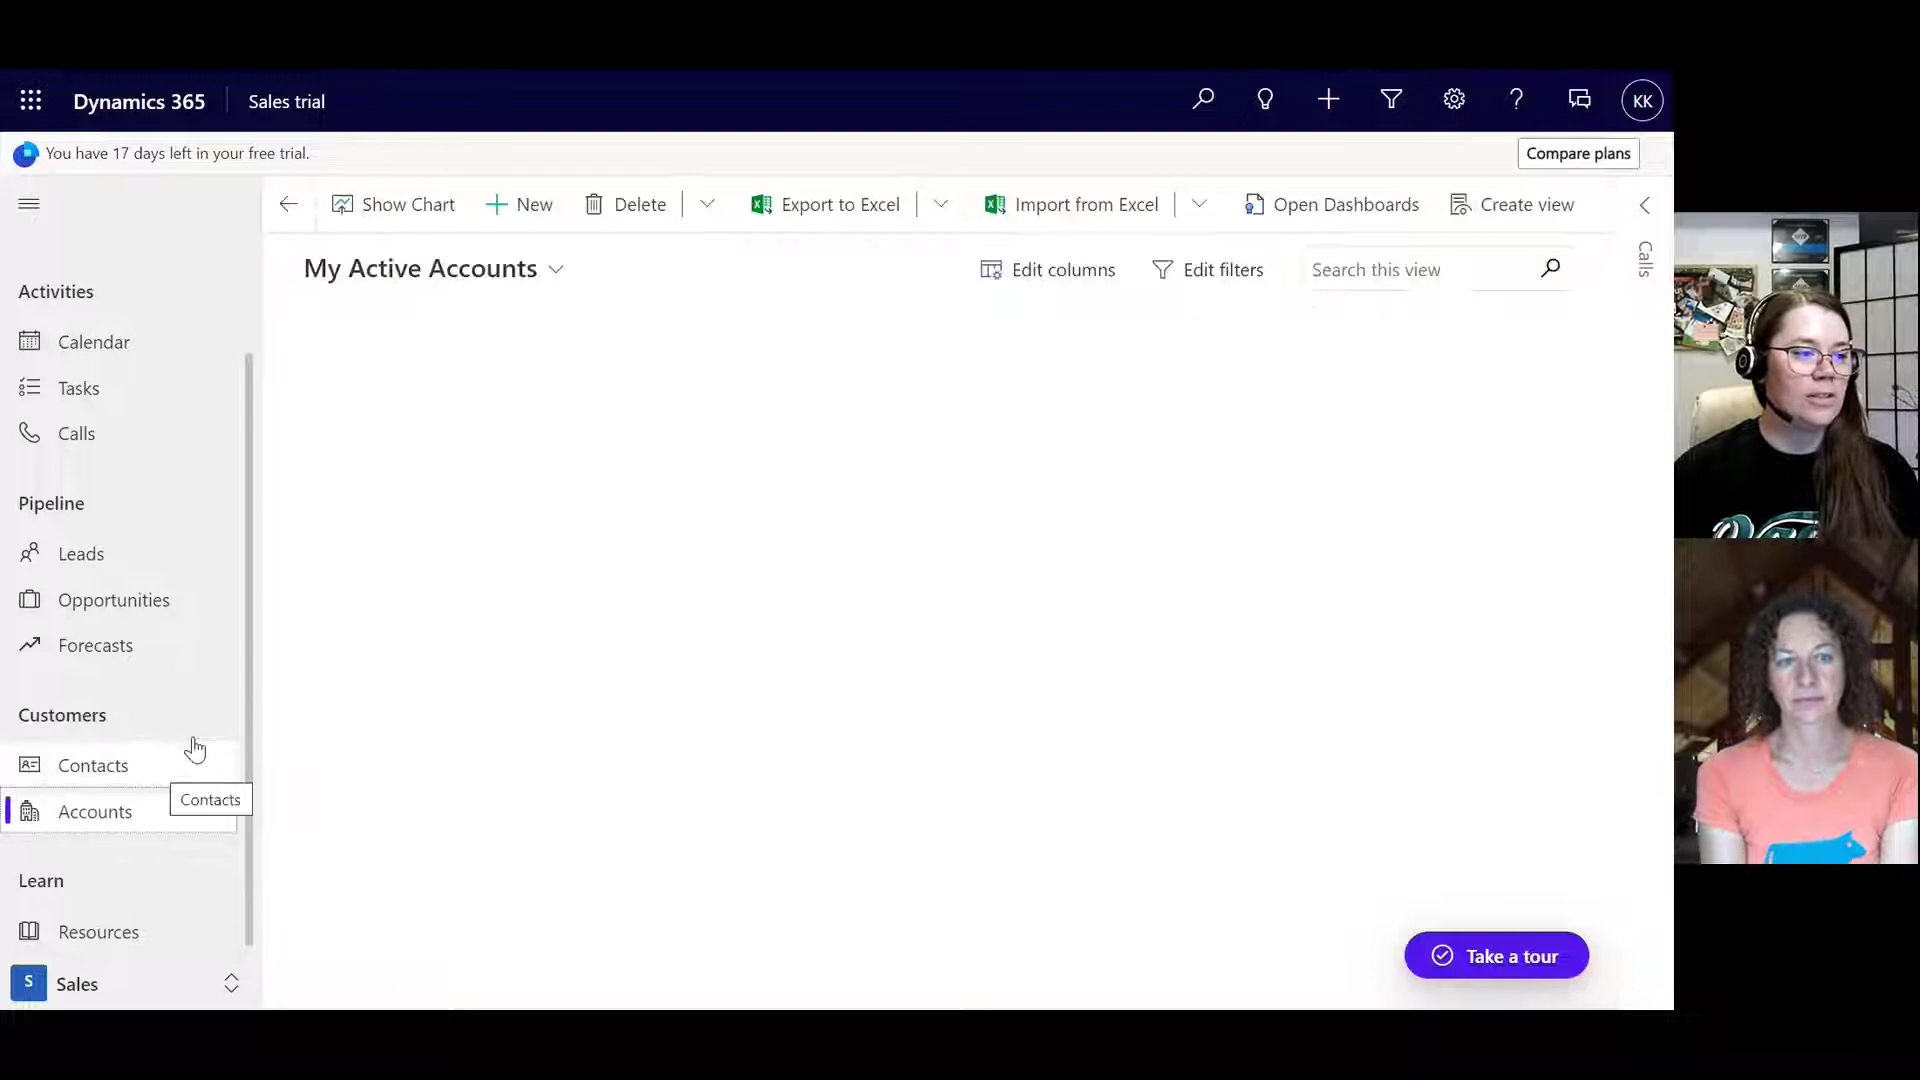 Dynamics 365
Sales trial
KK
You have 17 days left in your free trial.
Compare plans
Show Chart
New
Delete
Export to Excel
Import from Excel
Open Dashboards
Create view
Calls
My Active Accounts
Edit columns
Edit filters
Search this view
Activities
Calendar
Tasks
Calls
Pipeline
Leads
Opportunities
Forecasts
Customers
Contacts
Contacts
Accounts
Learn
Resources
S
Sales
Take a tour